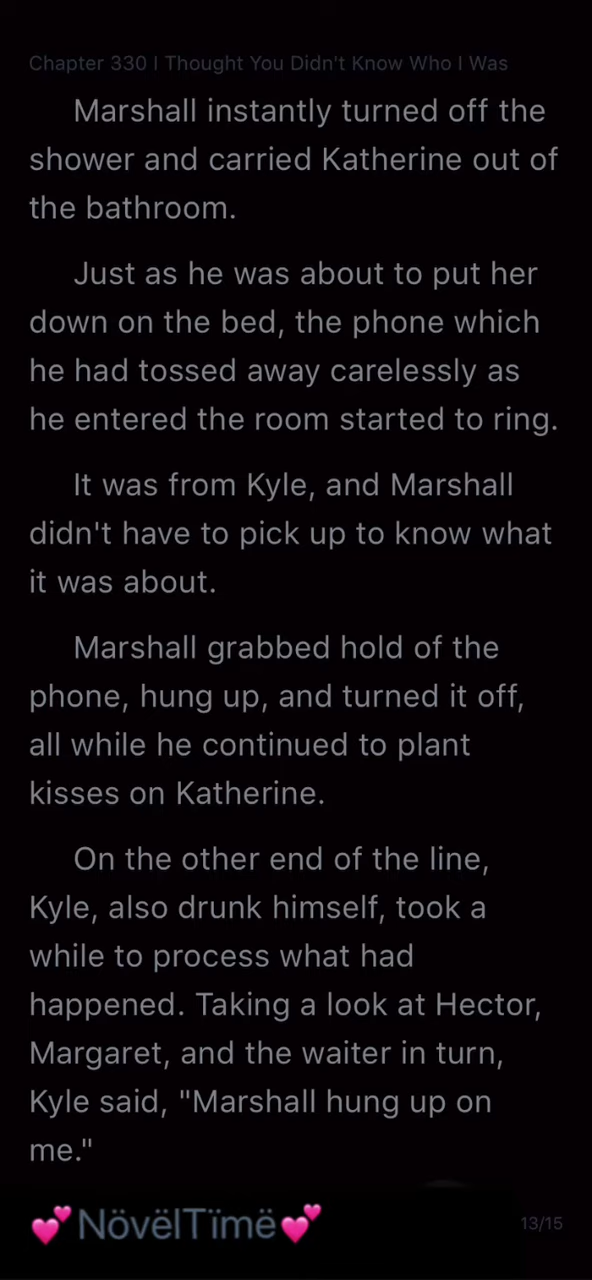 Chapter 330 I Thought You Didn't Know Who I Was
Marshall instantly turned off the
shower and carried Katherine out of
the bathroom.
Just as he was about to put her
down on the bed, the phone which
he had tossed away carelessly as
he entered the room started to ring.
It was from Kyle, and Marshall
didn't have to pick up to know what
it was about.
Marshall grabbed hold of the
phone, hung up, and turned it off,
all while he continued to plant
kisses on Katherine.
On the other end of the line,
Kyle, also drunk himself, took a
while to process what had
happened. Taking a look at Hector,
Margaret, and the waiter in turn,
Kyle said, "Marshall hung up on
me."
💕NövëlTïmë💕
13/15